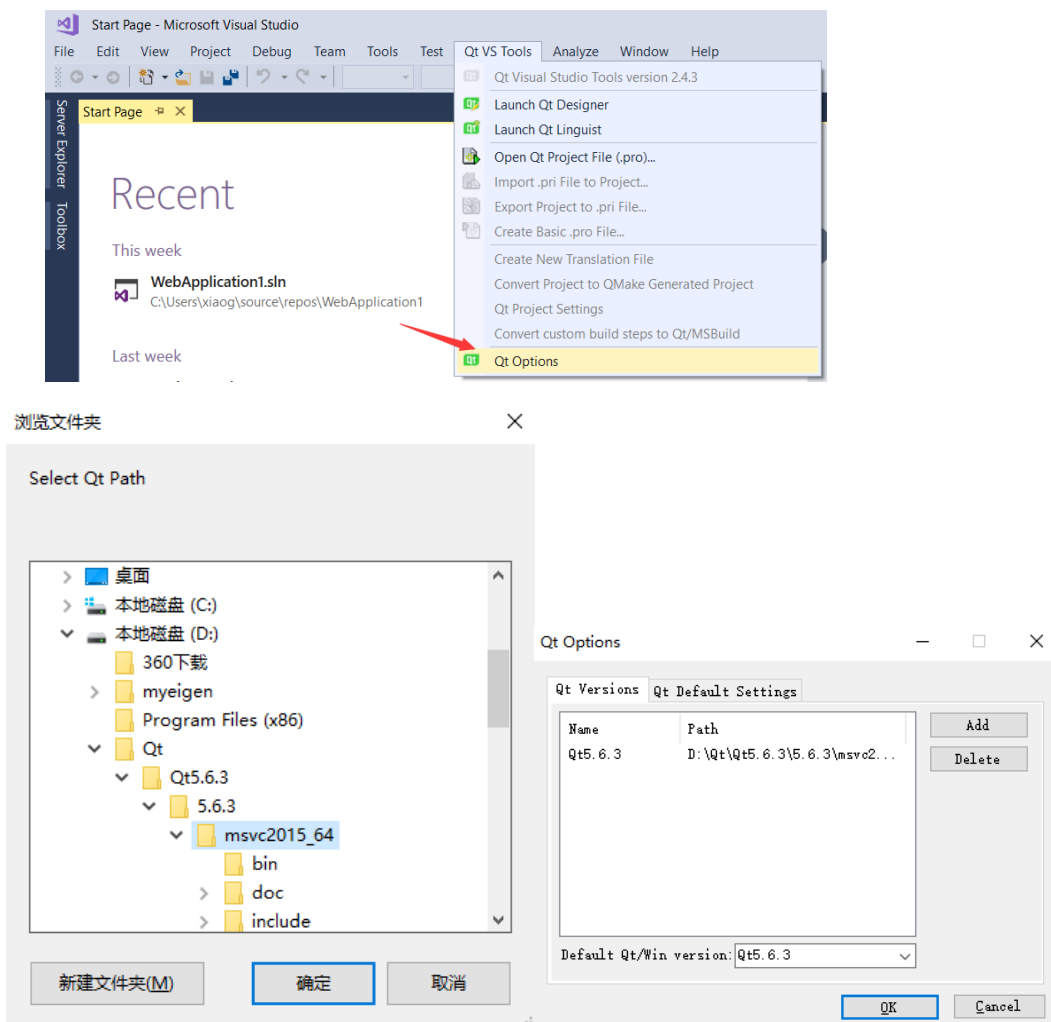 Start Page - Microsoft Visual Studio
File Edit View Project Debug Team Tools Test Qt VS Tools Analyze Window Help
Qt Visual Studio Tools version 2.4.3
Launch Qt Designer
Launch Qt Linguist
Open Qt Project File (.pro)...
Import .pri File to Project...
Export Project to .pri File...
Create Basic .pro File...
Create New Translation File
Convert Project to QMake Generated Project
Qt Project Settings
Convert custom build steps to Qt/MSBuild
Qt Options
Server Explorer
Toolbox
Start Page
Recent
This week
WebApplication1.sln
C:\Users\xiaog\source\repos\WebApplication1
Last week
浏览文件夹
Select Qt Path
桌面
本地磁盘 (C:)
本地磁盘 (D:)
360下载
myeigen
Program Files (x86)
Qt
Qt5.6.3
5.6.3
msvc2015_64
bin
doc
include
新建文件夹(M) 确定 取消
Qt Options
Qt Versions Qt Default Settings
Name Path
Qt5.6.3 D:\Qt\Qt5.6.3\5.6.3\msvc2...
Add
Delete
Default Qt/Win version: Qt5.6.3
OK Cancel